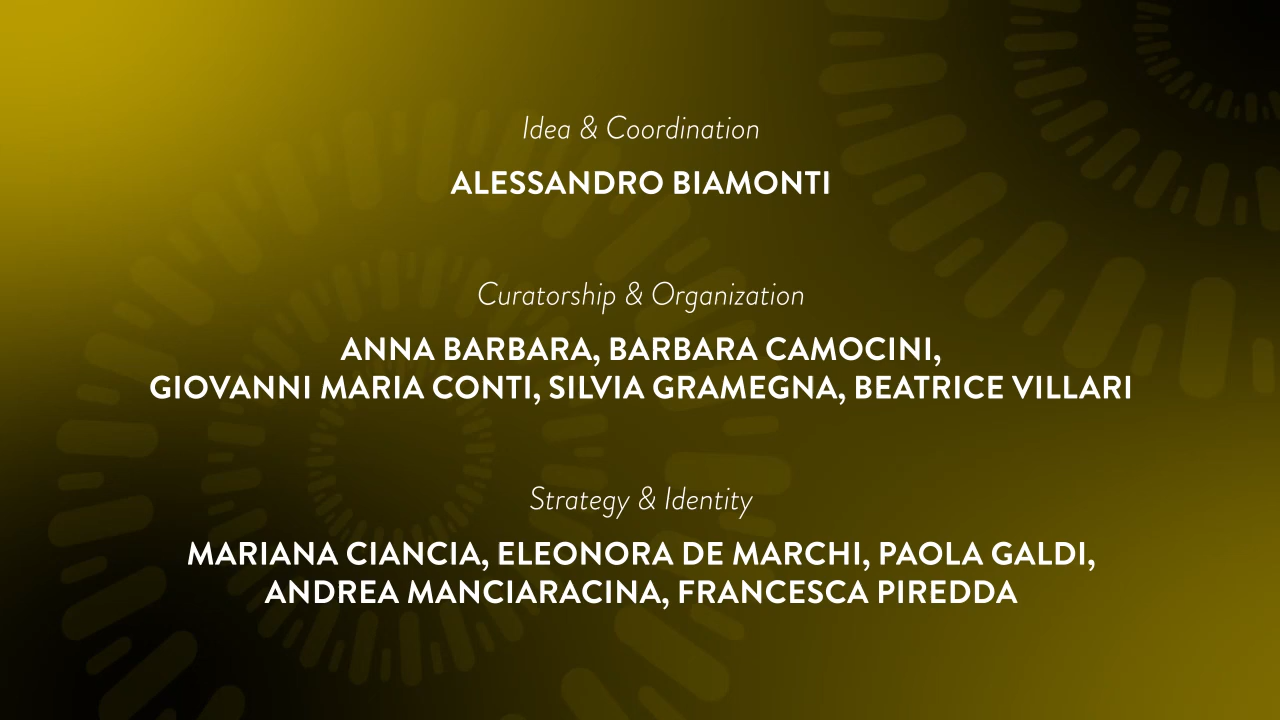 Idea & Coordination
ALESSANDRO BIAMONTI
Curatorship & Organization
ANNA BARBARA, BARBARA CAMOCINI,
GIOVANNI MARIA CONTI, SILVIA GRAMEGNA, BEATRICE VILLARI
Strategy & Identity
MARIANA CIANCIA, ELEONORA DE MARCHI, PAOLA GALDI,
ANDREA MANCIARACINA, FRANCESCA PIREDDA